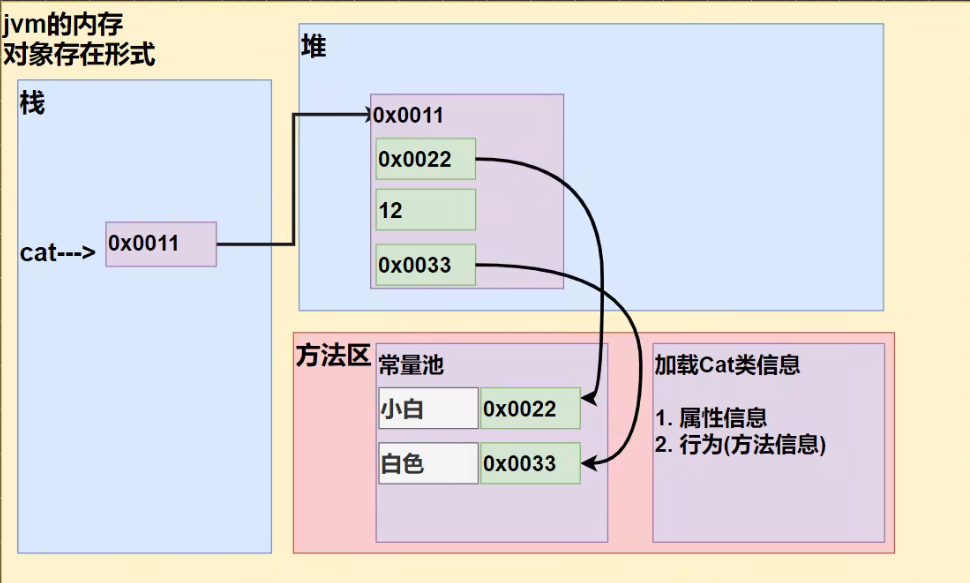 jvm的内存
对象存在形式
栈
cat--->
0x0011
堆
0x0011
0x0022
12
0x0033
方法区
常量池
小白
0x0022
白色
0x0033
加载Cat类信息
1. 属性信息
2. 行为(方法信息)